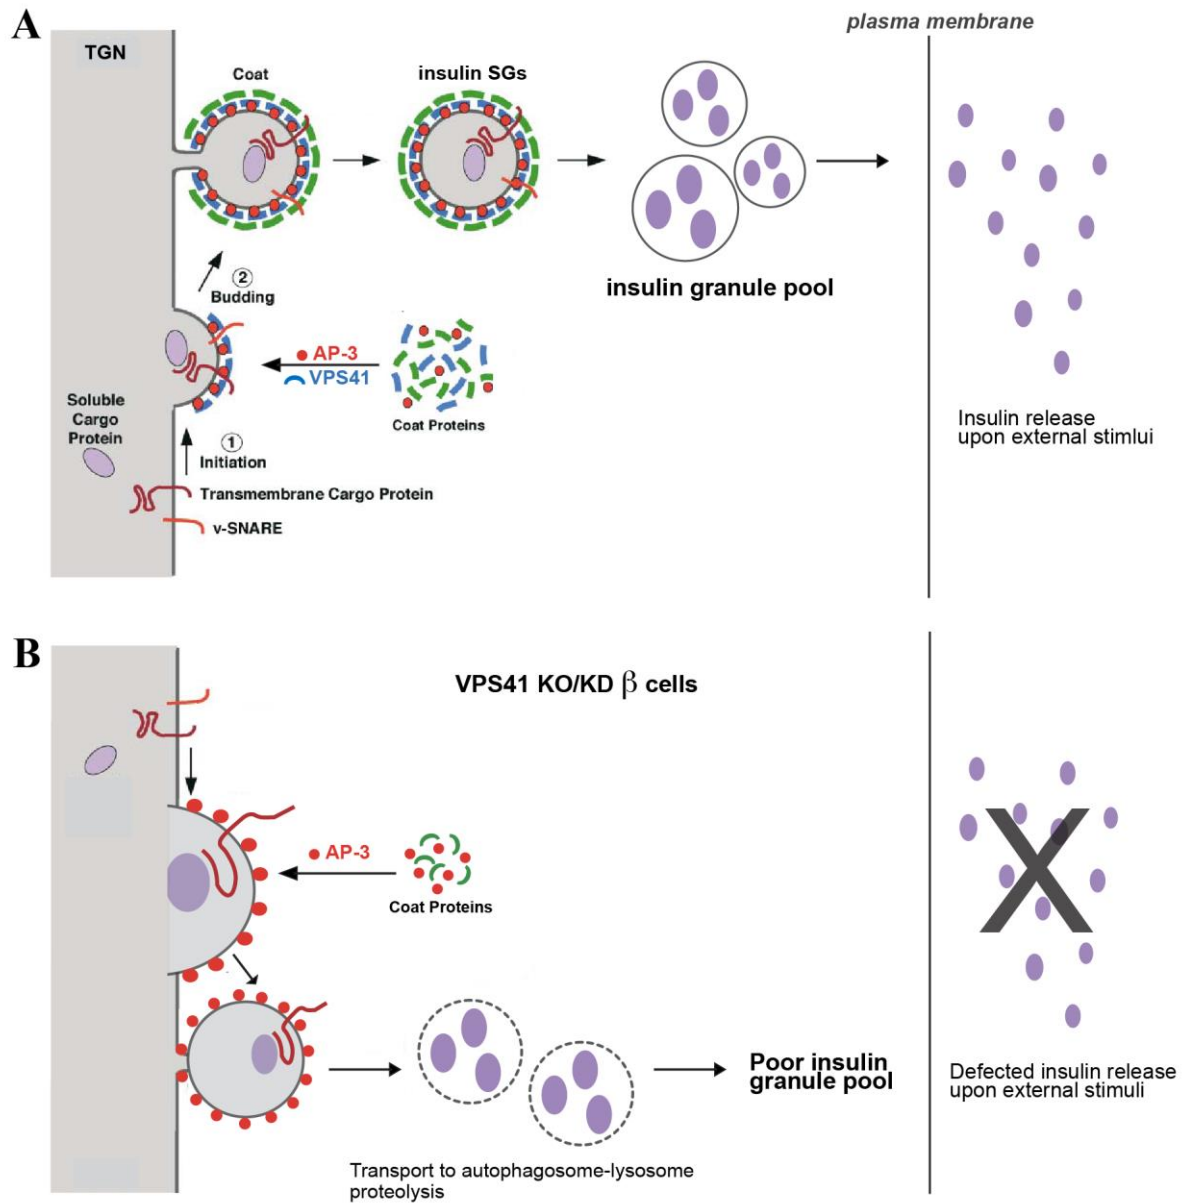 A
plasma membrane
TGN
Coat
insulin SGs
insulin granule pool
②
Budding
AP-3
VPS41
Coat Proteins
Soluble
Cargo
Protein
①
Initiation
Transmembrane Cargo Protein
v-SNARE
Insulin release
upon external stimlui
B
VPS41 KO/KD β cells
AP-3
Coat Proteins
Poor insulin
granule pool
Defected insulin release
upon external stimuli
Transport to autophagosome-lysosome
proteolysis